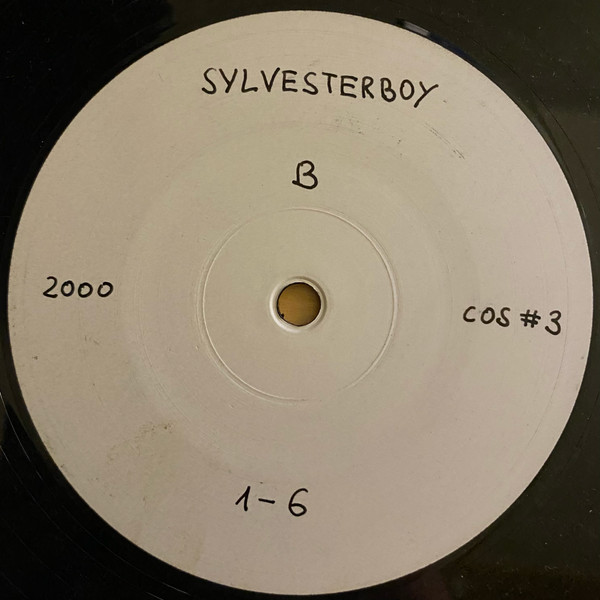 SYLVESTERBOY
B
2000
COS #3
1-6